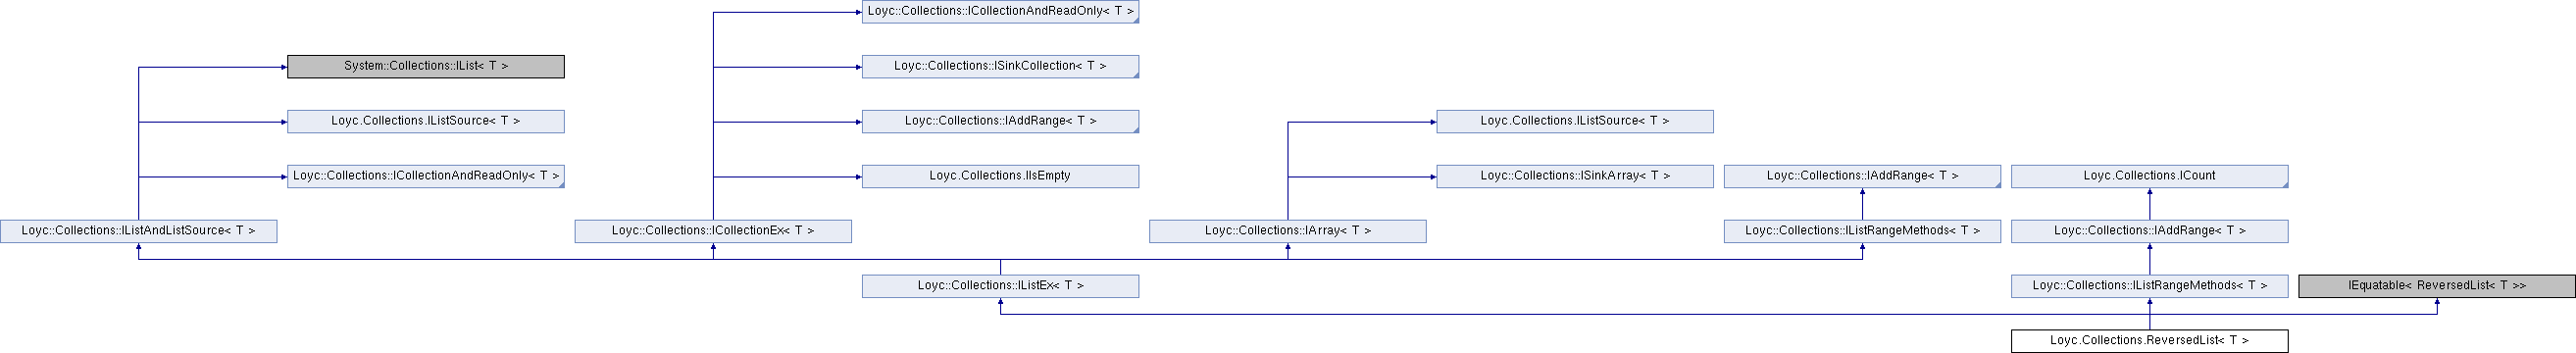 Loyc::Collections::ICollectionAndReadOnly< T >
System::Collections::IList< T >
Loyc::Collections::ISinkCollection< T >
Loyc.Collections.IListSource< T >
Loyc::Collections::IAddRange< T >
Loyc.Collections.IListSource< T >
Loyc::Collections::ICollectionAndReadOnly< T >
Loyc.Collections.IIsEmpty
Loyc::Collections::ISinkArray< T >
Loyc::Collections::IAddRange< T >
Loyc.Collections.ICount
Loyc::Collections::IListAndListSource< T >
Loyc::Collections::ICollectionEx< T >
Loyc::Collections::IArray< T >
Loyc::Collections::IListRangeMethods< T >
Loyc::Collections::IAddRange< T >
Loyc::Collections::IListEx< T >
Loyc::Collections::IListRangeMethods< T >
IEquatable< ReversedList< T >>
Loyc.Collections.ReversedList< T >